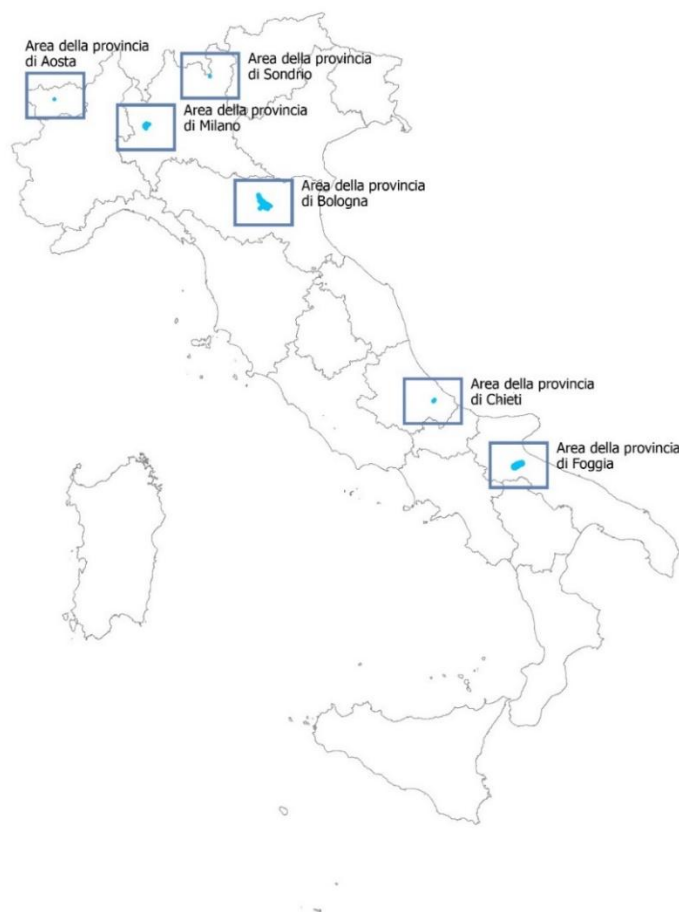 Area della provincia
di Aosta
Area della provincia
di Sondrio
Area della provincia
di Milano
Area della provincia
di Bologna
Area della provincia
di Chieti
Area della provincia
di Foggia